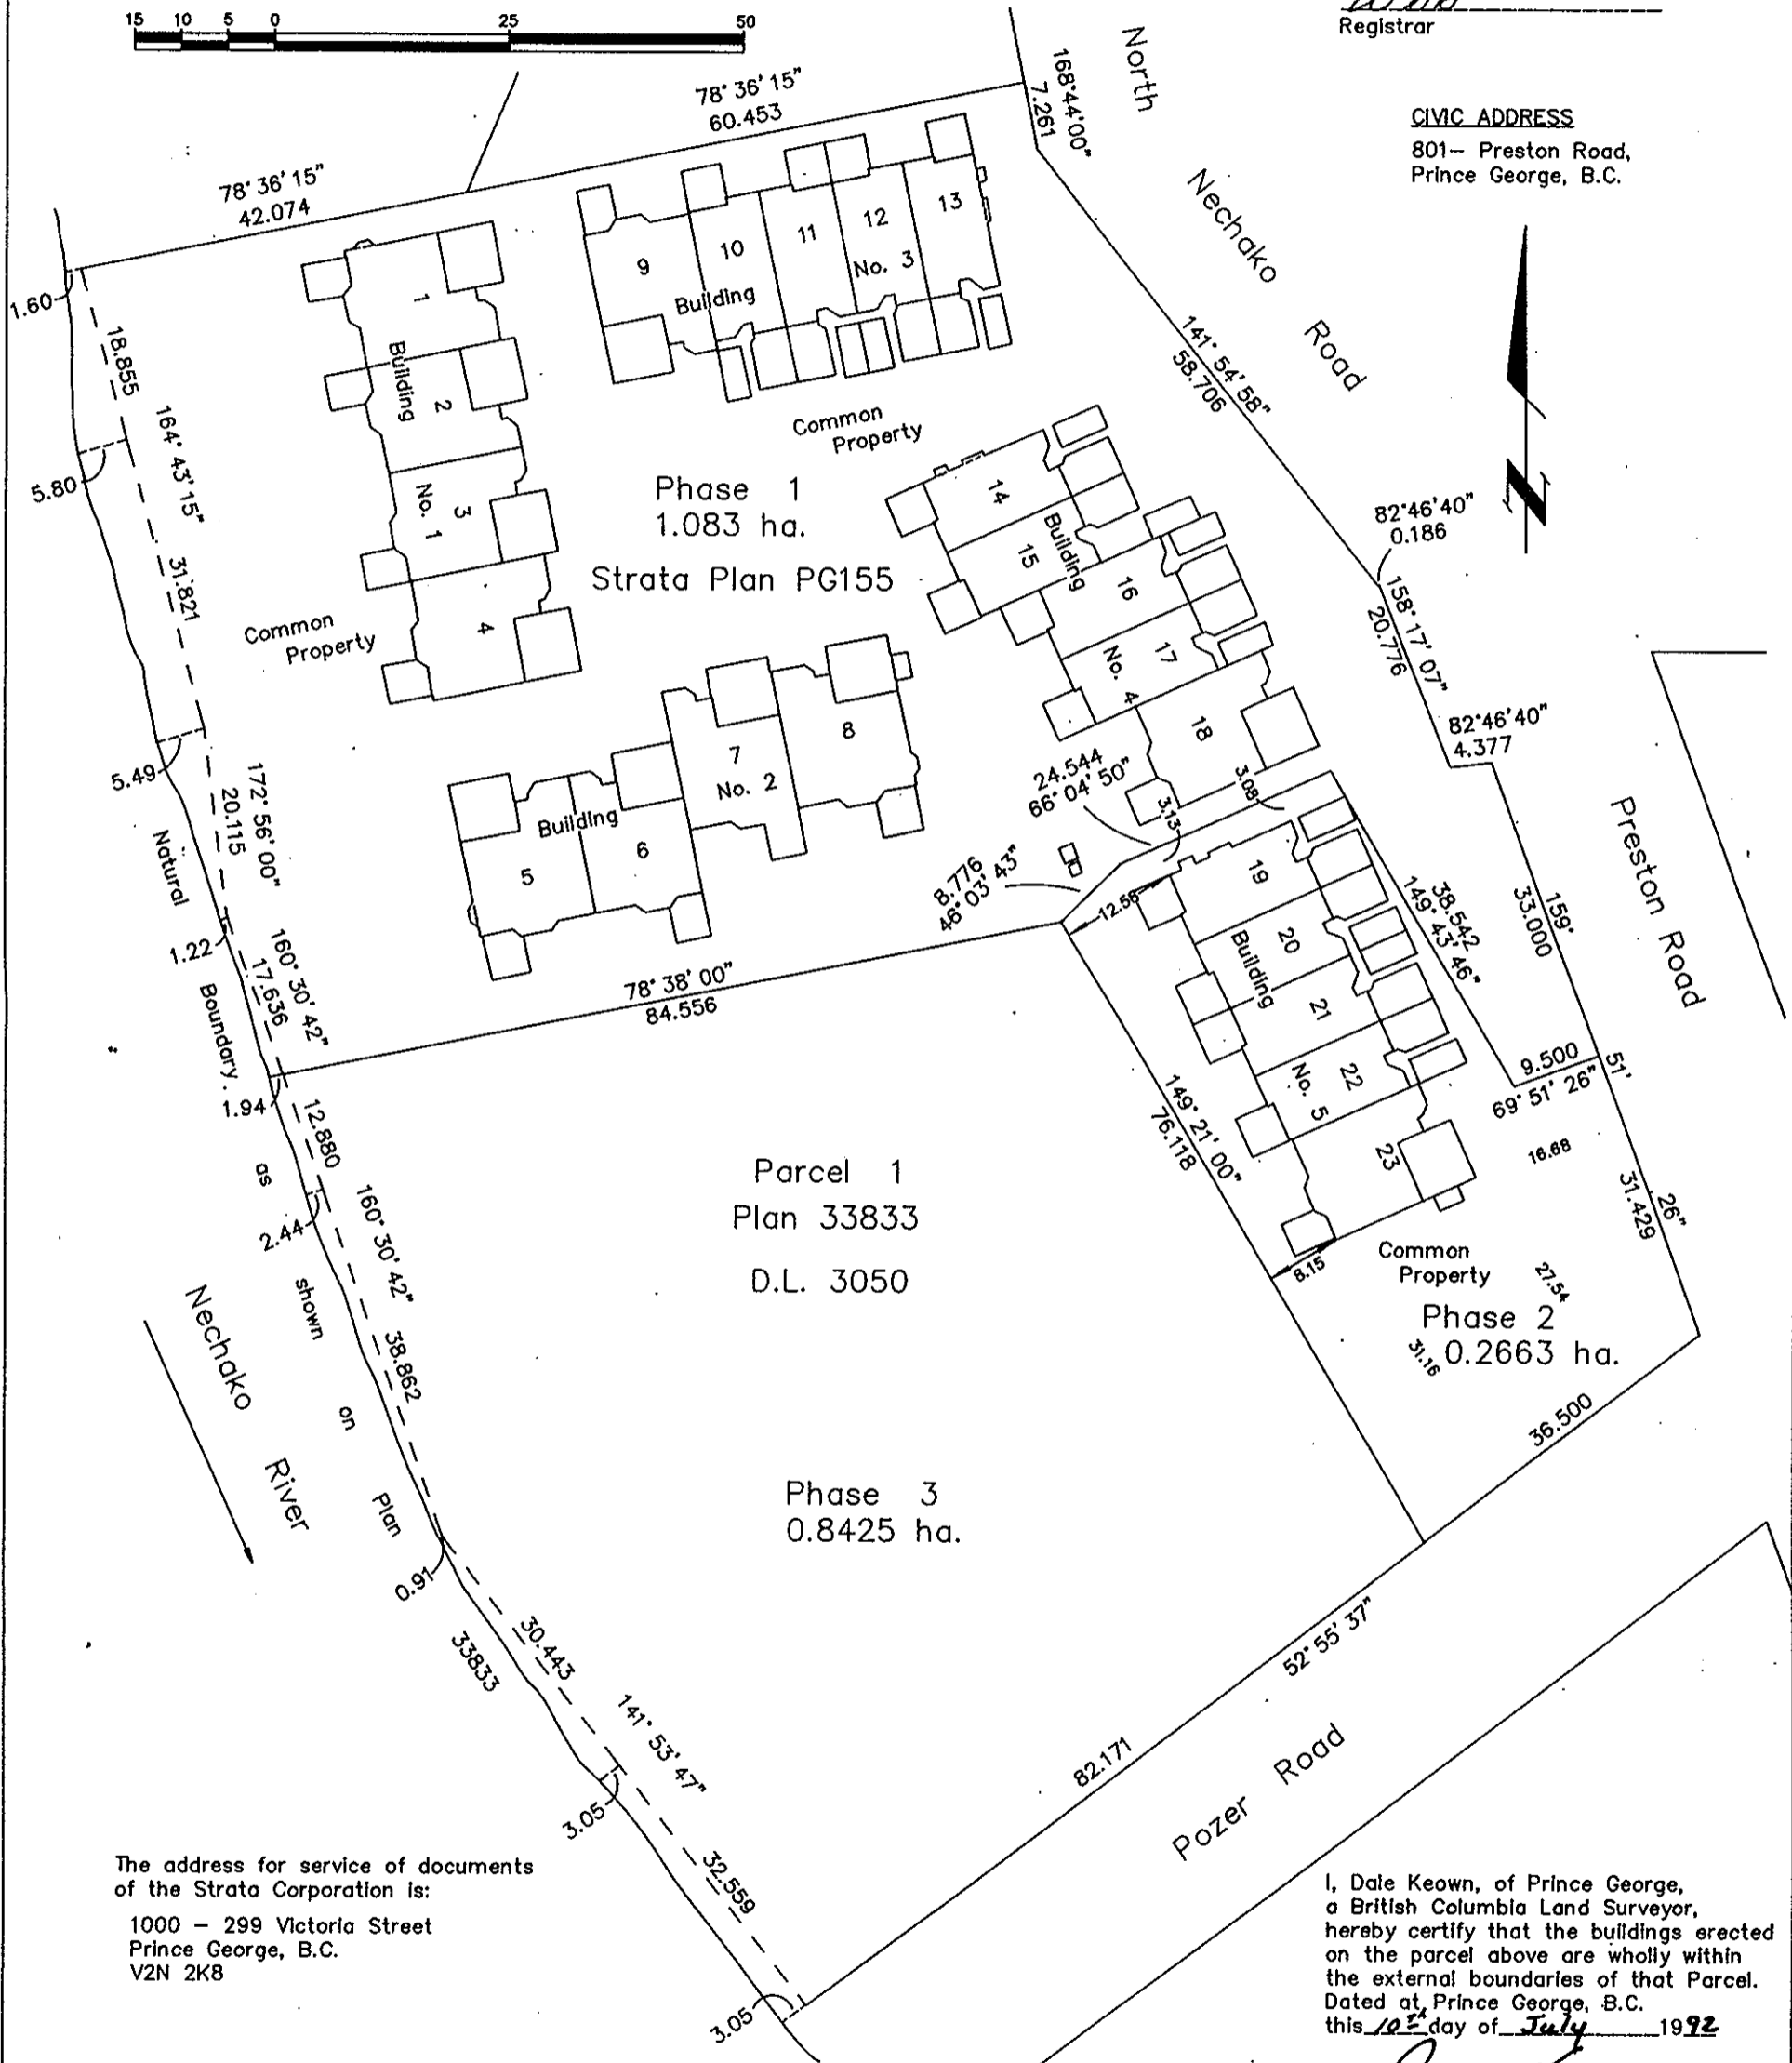 15 10 5 0 25 50
Registrar
CIVIC ADDRESS
801– Preston Road,
Prince George, B.C.
North
Nechako
Road
78° 36' 15"
60.453
168°44'00"
7.261
78° 36' 15"
42.074
1.60
18.855
164° 43' 15"
5.80
31.821
5.49
172° 56' 00"
20.115
1.22
160° 30' 42"
17.636
1.94
12.880
2.44
160° 30' 42"
38.862
0.91
30.443
141° 53' 47"
3.05
32.559
3.05
Natural
Boundary
as
shown
on
Plan
33833
Nechako
River
1
Building
2
No. 1
3
4
9
10
11
12
13
Building
No. 3
Common
Property
Phase 1
1.083 ha.
Strata Plan PG155
Common
Property
14
15
Building
16
17
No. 4
18
141° 54' 58"
58.706
82°46'40"
0.186
158° 17' 07"
20.776
82°46'40"
4.377
N
Preston Road
5
Building
6
7
No. 2
8
24.544
66° 04' 50"
3.13
3.08
8.776
46° 03' 43"
12.56
78° 38' 00"
84.556
19
20
Building
21
22
No. 5
23
38.542
149° 43' 46"
159°
33.000
51'
9.500
69° 51' 26"
26"
31.429
16.68
149° 21' 00"
76.118
8.15
Common
Property
27.54
Phase 2
31.16
0.2663 ha.
36.500
Parcel 1
Plan 33833
D.L. 3050
Phase 3
0.8425 ha.
52° 55' 37"
82.171
Pozer Road
The address for service of documents
of the Strata Corporation is:
1000 – 299 Victoria Street
Prince George, B.C.
V2N 2K8
I, Dale Keown, of Prince George,
a British Columbia Land Surveyor,
hereby certify that the buildings erected
on the parcel above are wholly within
the external boundaries of that Parcel.
Dated at Prince George, B.C.
this 10th day of July 1992